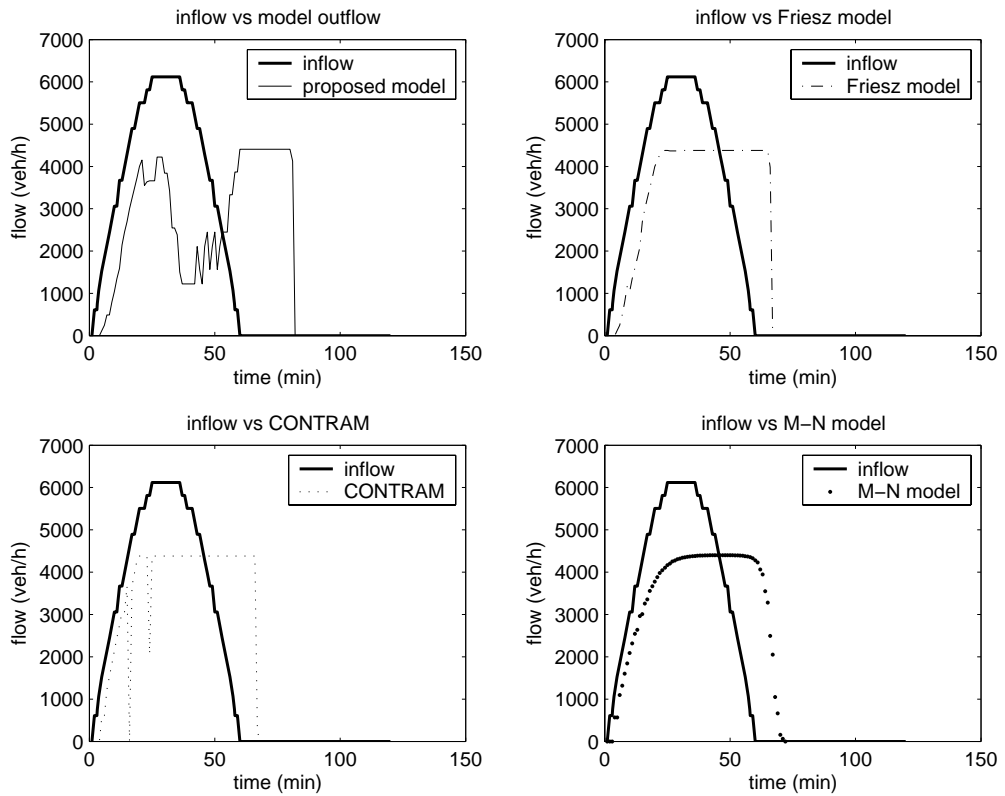 inflow vs model outflow
7000
6000
5000
4000
3000
2000
1000
0
flow (veh/h)
inflow
proposed model
0
50
100
150
time (min)
inflow vs Friesz model
7000
6000
5000
4000
3000
2000
1000
0
flow (veh/h)
inflow
Friesz model
0
50
100
150
time (min)
inflow vs CONTRAM
7000
6000
5000
4000
3000
2000
1000
0
flow (veh/h)
inflow
CONTRAM
0
50
100
150
time (min)
inflow vs M−N model
7000
6000
5000
4000
3000
2000
1000
0
flow (veh/h)
inflow
M−N model
0
50
100
150
time (min)